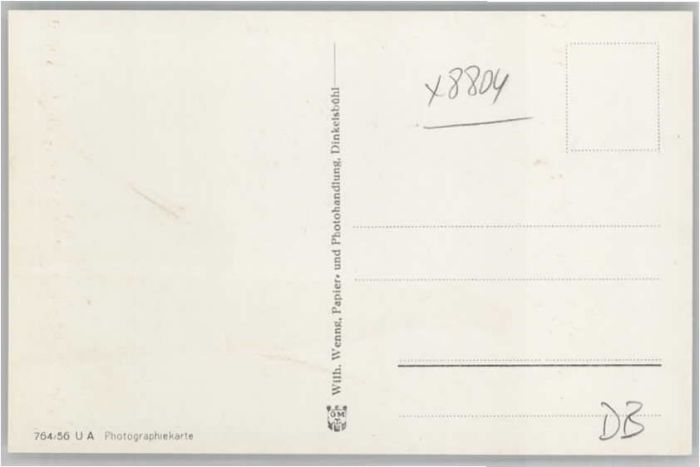 x8804
Wilh. Wenng, Papier- und Photohandlung, Dinkelsbühl
764/56 U A Photographiekarte
DB